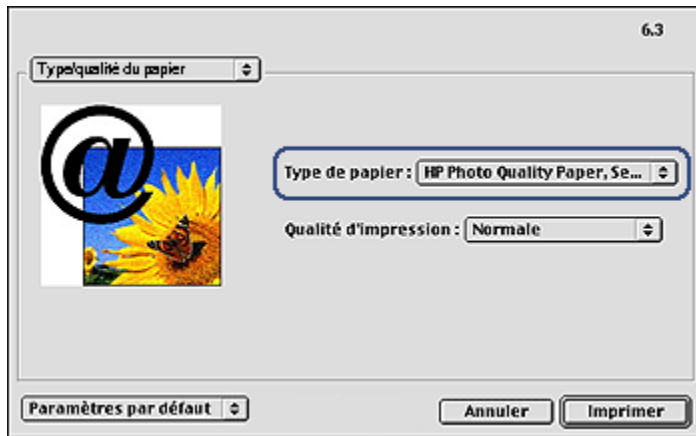 6.3
Type/qualité du papier
@
Type de papier : HP Photo Quality Paper, Se...
Qualité d'impression : Normale
Paramètres par défaut
Annuler
Imprimer